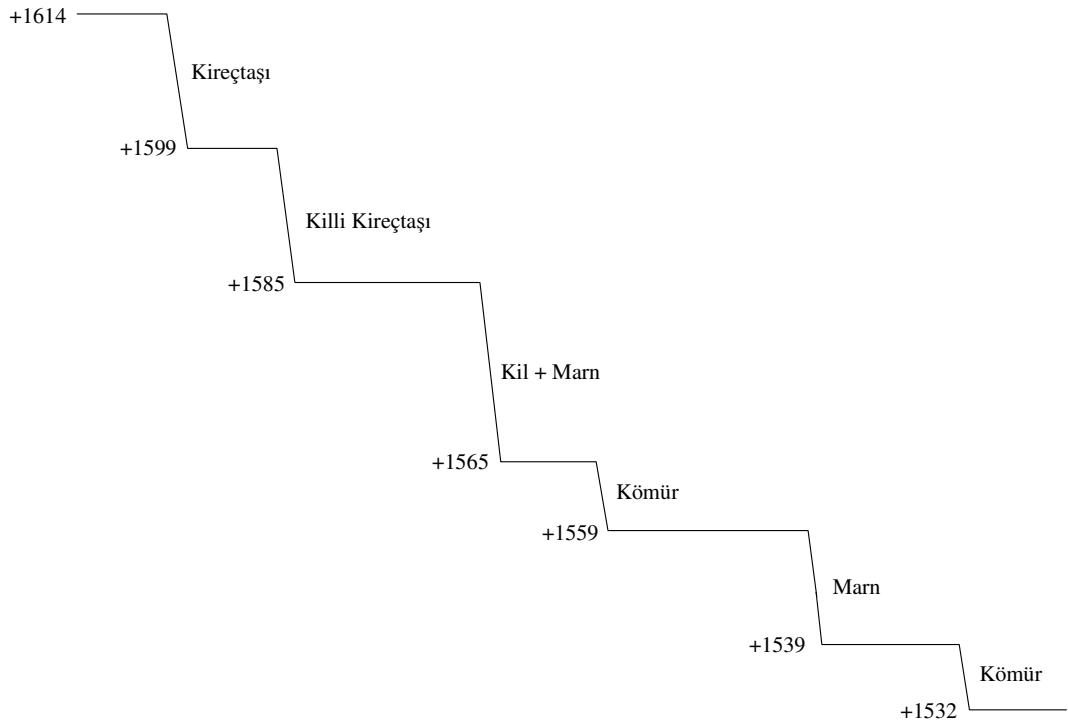 +1614
Kireçtaşı
+1599
Killi Kireçtaşı
+1585
Kil + Marn
+1565
Kömür
+1559
Marn
+1539
Kömür
+1532